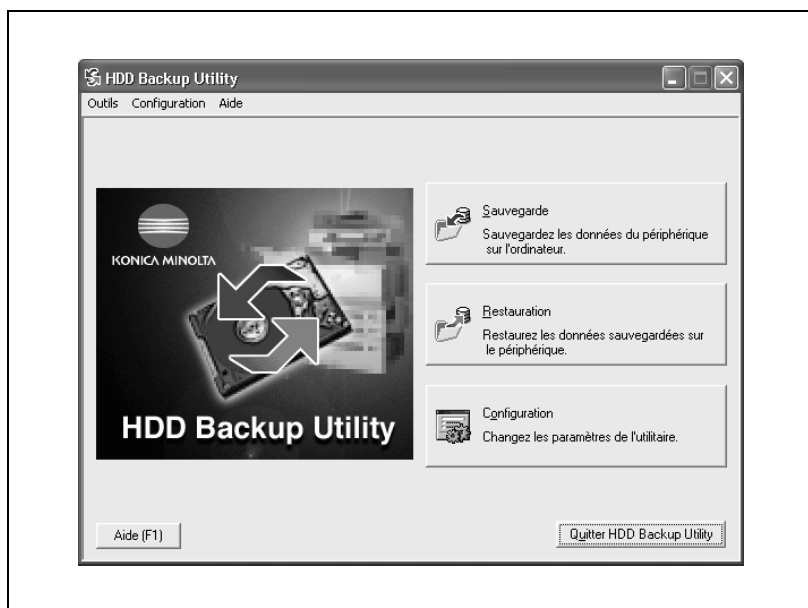 HDD Backup Utility
Outils Configuration Aide
KONICA MINOLTA
HDD Backup Utility
Sauvegarde
Sauvegardez les données du périphérique
sur l'ordinateur.
Restauration
Restaurez les données sauvegardées sur
le périphérique.
Configuration
Changez les paramètres de l'utilitaire.
Aide (F1)
Quitter HDD Backup Utility